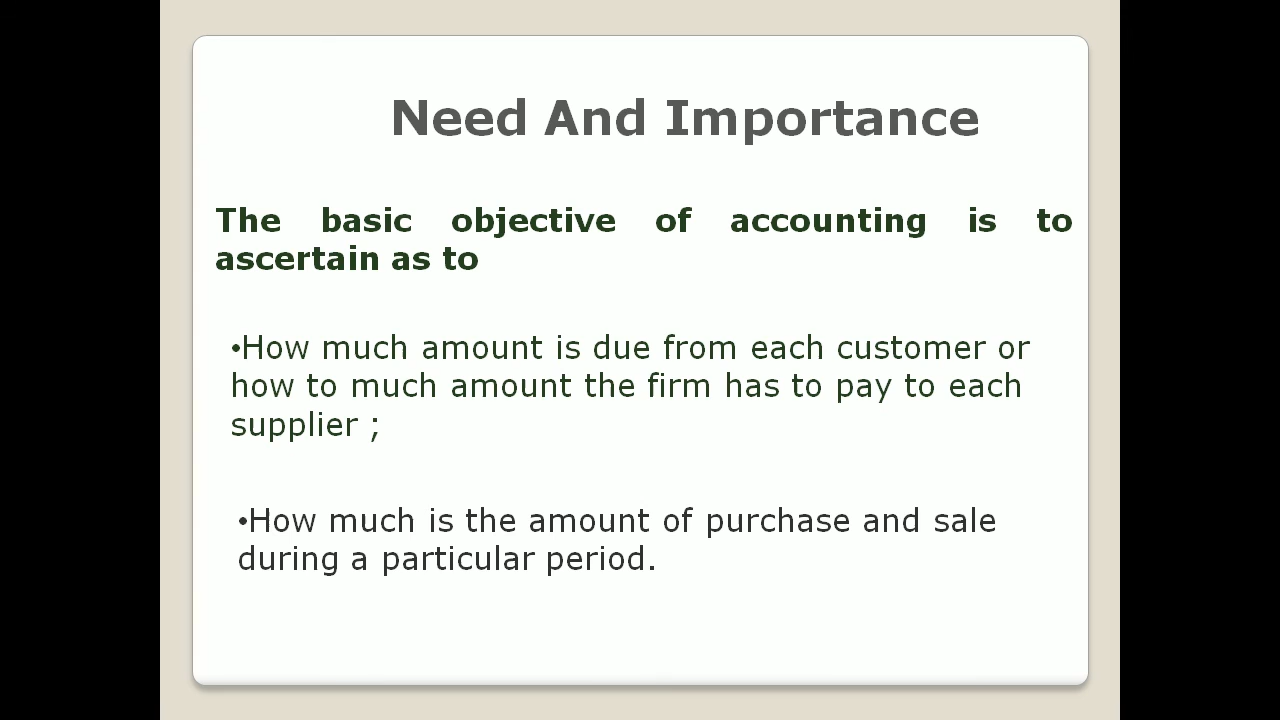 Need And Importance
The basic objective of accounting is to
ascertain as to
•How much amount is due from each customer or
how to much amount the firm has to pay to each
supplier ;
•How much is the amount of purchase and sale
during a particular period.